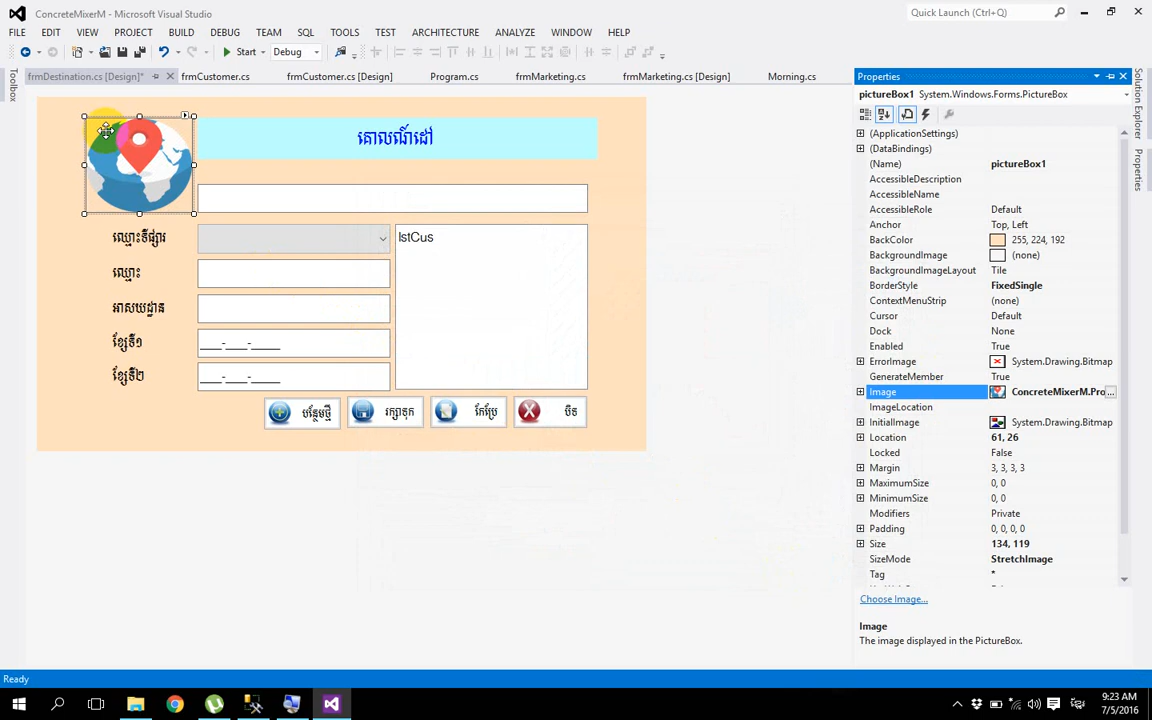 ConcreteMixerM - Microsoft Visual Studio
Quick Launch (Ctrl+Q)
FILE EDIT VIEW PROJECT BUILD DEBUG TEAM SQL TOOLS TEST ARCHITECTURE ANALYZE WINDOW HELP
Start Debug
Toolbox
frmDestination.cs [Design]* frmCustomer.cs frmCustomer.cs [Design] Program.cs frmMarketing.cs frmMarketing.cs [Design] Morning.cs
គោលណ៍ដៅ
ឈ្មោះទីផ្សារ
lstCus
ឈ្មោះ
អាសយដ្ឋាន
ខ្សែទី១
___-___-____
ខ្សែទី២
___-___-____
បន្ថែមថ្មី រក្សាទុក កែប្រែ បិទ
Properties
pictureBox1 System.Windows.Forms.PictureBox
(ApplicationSettings)
(DataBindings)
(Name) pictureBox1
AccessibleDescription
AccessibleName
AccessibleRole Default
Anchor Top, Left
BackColor 255, 224, 192
BackgroundImage (none)
BackgroundImageLayout Tile
BorderStyle FixedSingle
ContextMenuStrip (none)
Cursor Default
Dock None
Enabled True
ErrorImage System.Drawing.Bitmap
GenerateMember True
Image ConcreteMixerM.Pro ...
ImageLocation
InitialImage System.Drawing.Bitmap
Location 61, 26
Locked False
Margin 3, 3, 3, 3
MaximumSize 0, 0
MinimumSize 0, 0
Modifiers Private
Padding 0, 0, 0, 0
Size 134, 119
SizeMode StretchImage
Tag *
Choose Image...
Image
The image displayed in the PictureBox.
Solution Explorer
Properties
Ready
9:23 AM
7/5/2016